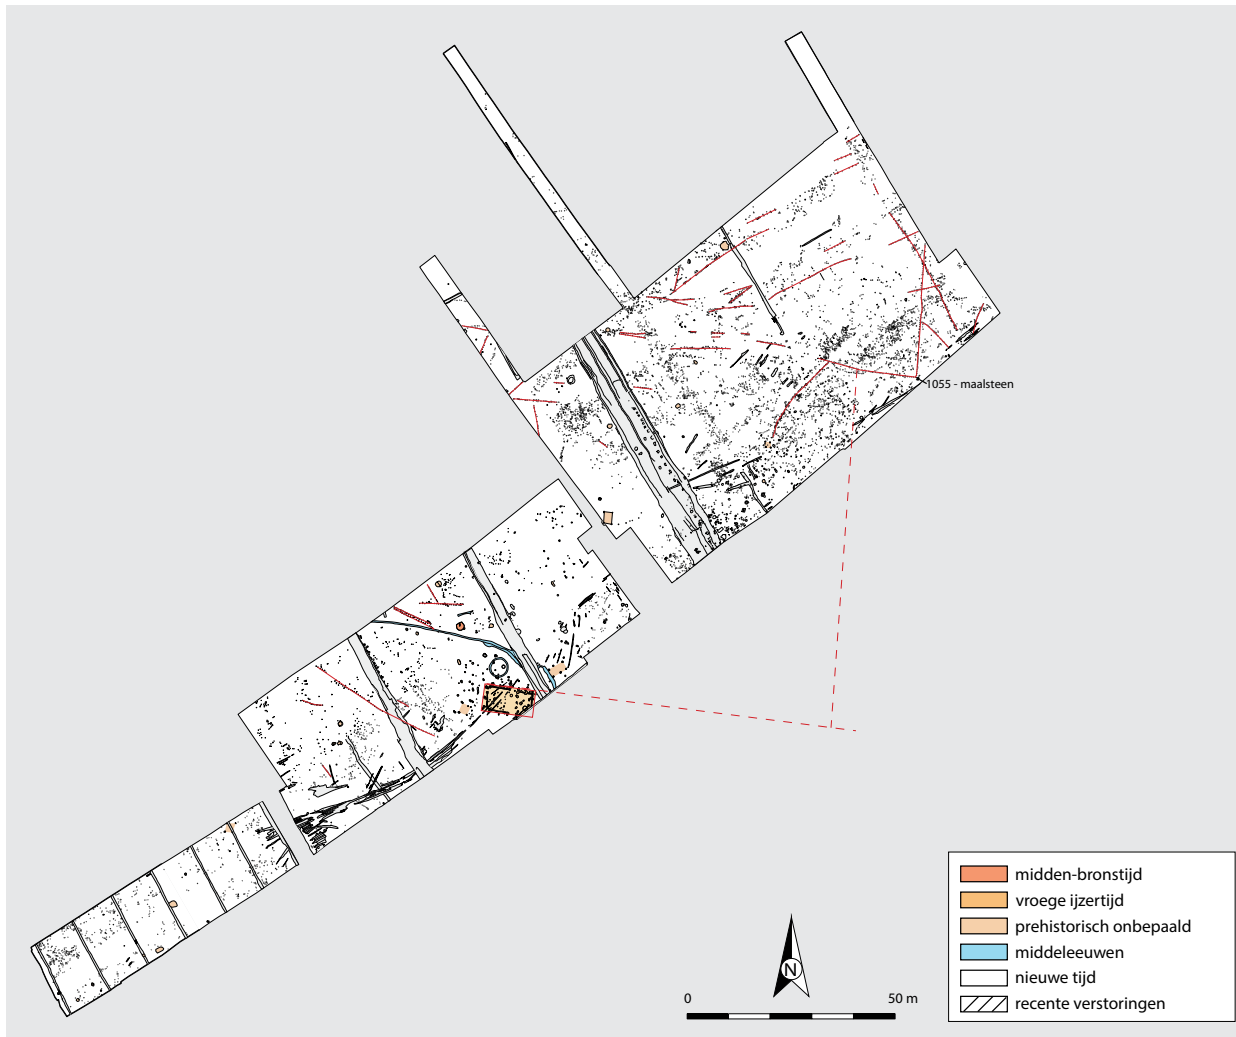 1055 - maalsteen
midden-bronstijd
vroege ijzertijd
prehistorisch onbepaald
middeleeuwen
nieuwe tijd
recente verstoringen
N
0 50 m